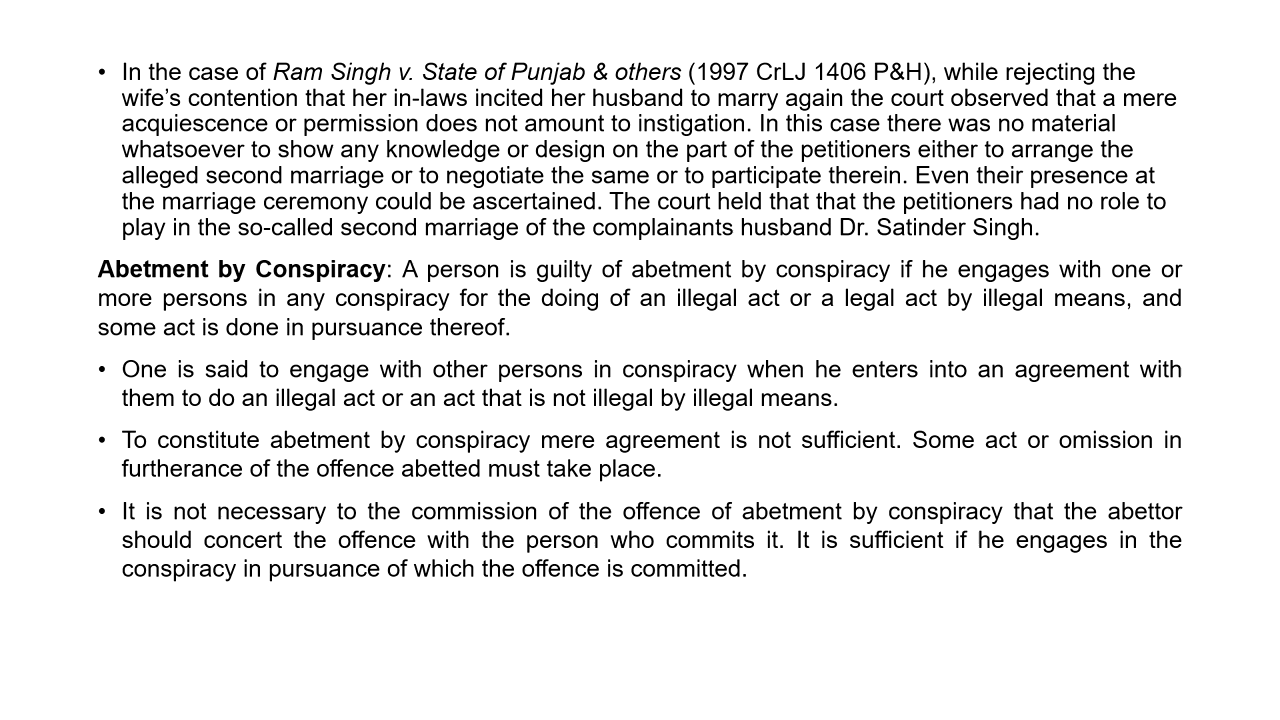 • In the case of Ram Singh v. State of Punjab & others (1997 CrLJ 1406 P&H), while rejecting the
wife’s contention that her in-laws incited her husband to marry again the court observed that a mere
acquiescence or permission does not amount to instigation. In this case there was no material
whatsoever to show any knowledge or design on the part of the petitioners either to arrange the
alleged second marriage or to negotiate the same or to participate therein. Even their presence at
the marriage ceremony could be ascertained. The court held that that the petitioners had no role to
play in the so-called second marriage of the complainants husband Dr. Satinder Singh.
Abetment by Conspiracy: A person is guilty of abetment by conspiracy if he engages with one or
more persons in any conspiracy for the doing of an illegal act or a legal act by illegal means, and
some act is done in pursuance thereof.
• One is said to engage with other persons in conspiracy when he enters into an agreement with
them to do an illegal act or an act that is not illegal by illegal means.
• To constitute abetment by conspiracy mere agreement is not sufficient. Some act or omission in
furtherance of the offence abetted must take place.
• It is not necessary to the commission of the offence of abetment by conspiracy that the abettor
should concert the offence with the person who commits it. It is sufficient if he engages in the
conspiracy in pursuance of which the offence is committed.